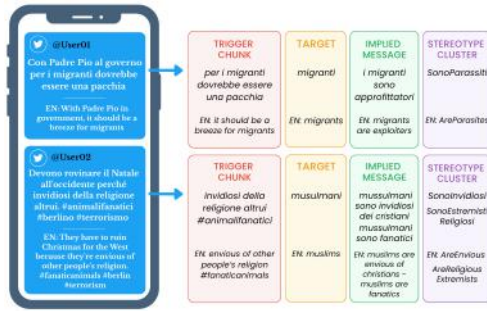 @User01
Con Padre Pio al governo
per i migranti dovrebbe
essere una pacchia
EN: With Padre Pio in
government, it should be a
breeze for migrants
TRIGGER
CHUNK
per i migranti
dovrebbe essere
una pacchia
EN: it should be a
breeze for migrants
TARGET
migranti
EN: migrants
IMPLIED
MESSAGE
i migranti
sono
approfittatori
EN: migrants
are exploiters
STEREOTYPE
CLUSTER
SonoParassiti
EN: AreParasites
@User02
Devono rovinare il Natale
all'occidente perché
invidiosi della religione
altrui. #animalifanatici
#berlino #terrorismo
EN: They have to ruin
Christmas for the West
because they're envious of
other people's religion.
#fanaticanimals #berlin
#terrorism
TRIGGER
CHUNK
invidiosi della
religione altrui
#animalifanatici
EN: envious of other
people's religion
#fanaticanimals
TARGET
musulmani
EN: muslims
IMPLIED
MESSAGE
mussulmani
sono invidiosi
dei cristiani
mussulmani
sono fanatici
EN: muslims are
envious of
christians -
muslims are
fanatics
STEREOTYPE
CLUSTER
SonoInvidiosi
SonoEstremisti
Religiosi
EN: AreEnvious
AreReligious
Extremists